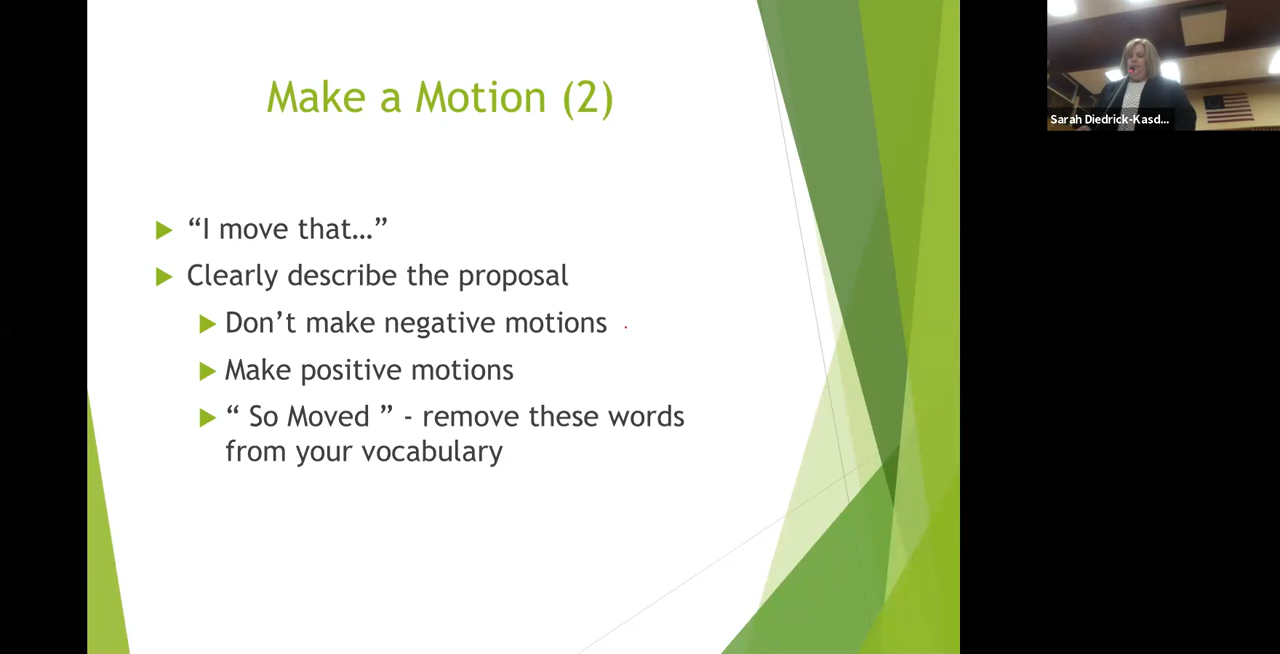 Make a Motion (2)
“I move that…”
Clearly describe the proposal
Don’t make negative motions
Make positive motions
“ So Moved ” - remove these words
from your vocabulary
Sarah Diedrick-Kasd...